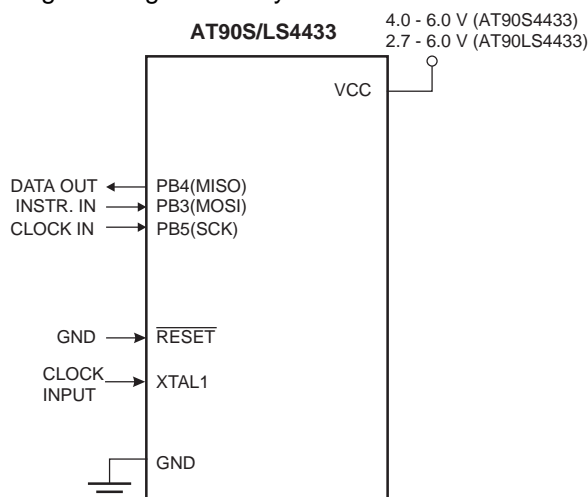 AT90S/LS4433
4.0 - 6.0 V (AT90S4433)
2.7 - 6.0 V (AT90LS4433)
VCC
DATA OUT PB4(MISO)
INSTR. IN PB3(MOSI)
CLOCK IN PB5(SCK)
GND RESET
CLOCK INPUT XTAL1
GND